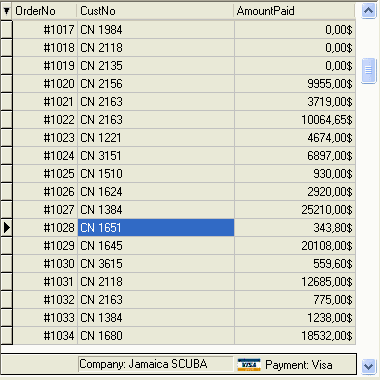 OrderNo CustNo AmountPaid
#1017 CN 1984 0,00$
#1018 CN 2118 0,00$
#1019 CN 2135 0,00$
#1020 CN 2156 9955,00$
#1021 CN 2163 3719,00$
#1022 CN 2163 10064,65$
#1023 CN 1221 4674,00$
#1024 CN 3151 6897,00$
#1025 CN 1510 930,00$
#1026 CN 1624 2920,00$
#1027 CN 1384 25210,00$
#1028 CN 1651 343,80$
#1029 CN 1645 20108,00$
#1030 CN 3615 559,60$
#1031 CN 2118 12685,00$
#1032 CN 2163 775,00$
#1033 CN 1384 1238,00$
#1034 CN 1680 18532,00$
Company: Jamaica SCUBA VISA Payment: Visa